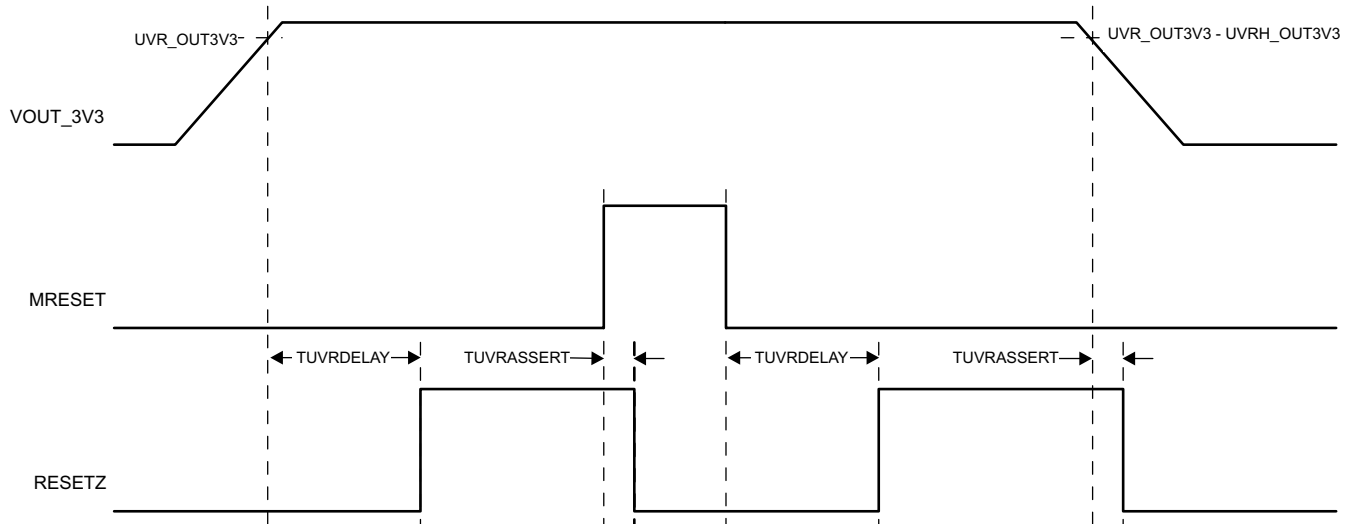 UVR_OUT3V3
UVR_OUT3V3 - UVRH_OUT3V3
VOUT_3V3
MRESET
TUVRDELAY
TUVRASSERT
TUVRDELAY
TUVRASSERT
RESETZ